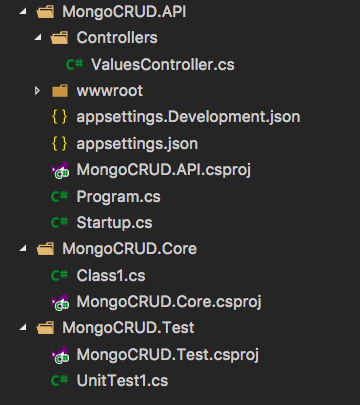 MongoCRUD.API
Controllers
C# ValuesController.cs
wwwroot
{ } appsettings.Development.json
{ } appsettings.json
MongoCRUD.API.csproj
C# Program.cs
C# Startup.cs
MongoCRUD.Core
C# Class1.cs
MongoCRUD.Core.csproj
MongoCRUD.Test
MongoCRUD.Test.csproj
C# UnitTest1.cs